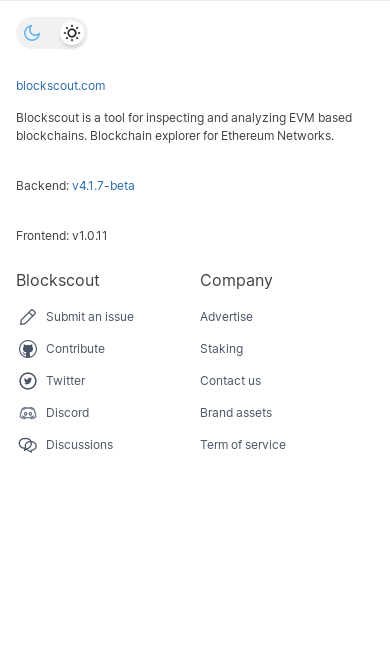 blockscout.com
Blockscout is a tool for inspecting and analyzing EVM based
blockchains. Blockchain explorer for Ethereum Networks.
Backend: v4.1.7-beta
Frontend: v1.0.11
Blockscout
Submit an issue
Contribute
Twitter
Discord
Discussions
Company
Advertise
Staking
Contact us
Brand assets
Term of service